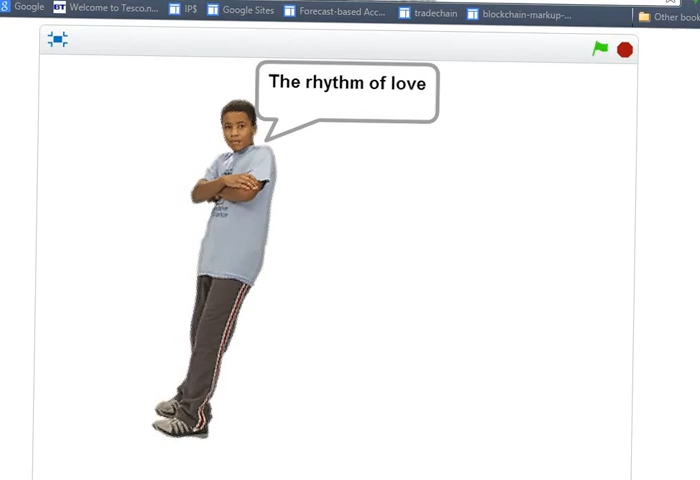 Google
BT
Welcome to Tesco.n...
IP$
Google Sites
Forecast-based Acc...
tradechain
blockchain-markup-...
Other book
The rhythm of love